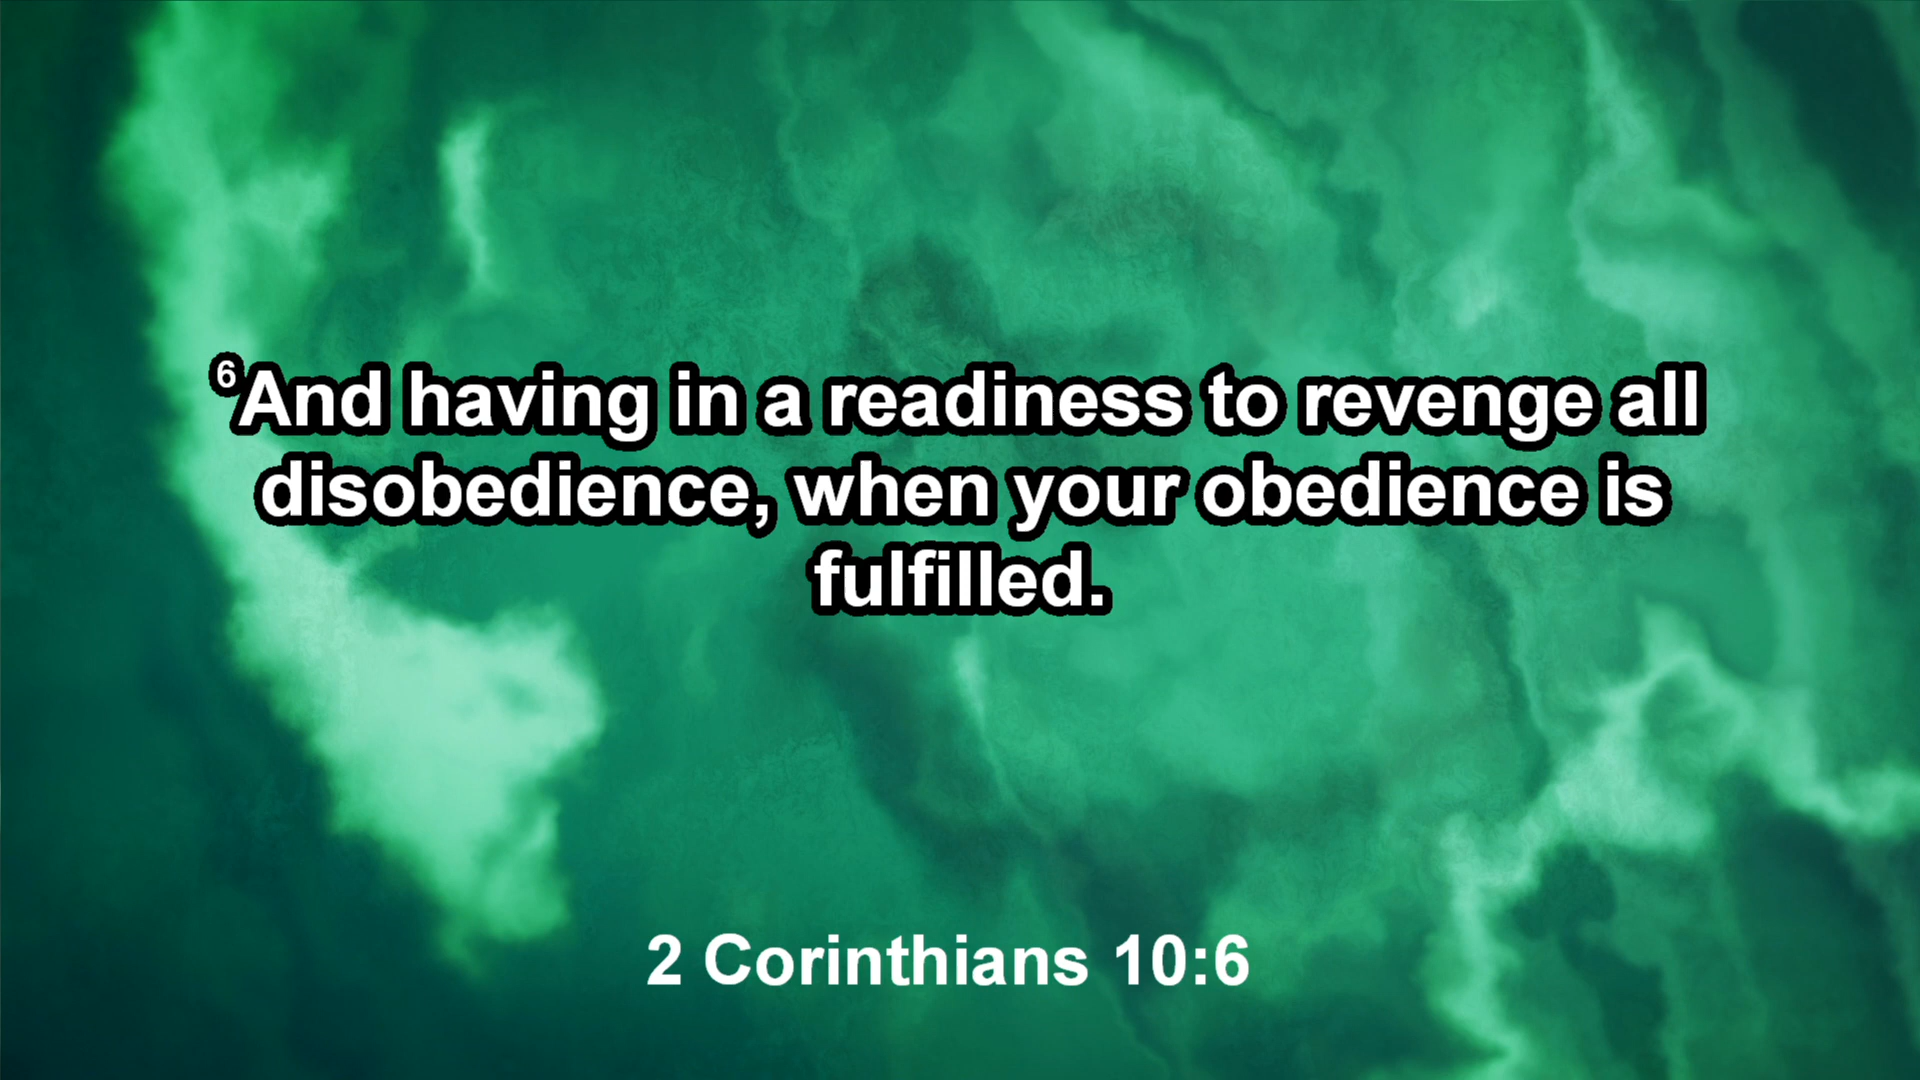 6And having in a readiness to revenge all
disobedience, when your obedience is
fulfilled.
2 Corinthians 10:6